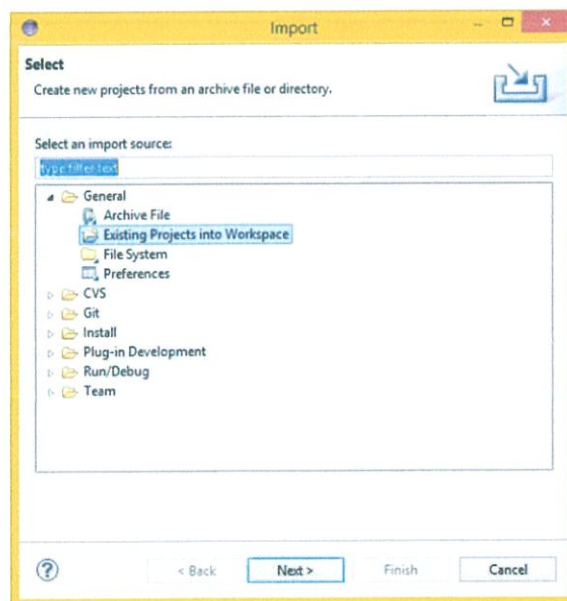 Import
Select
Create new projects from an archive file or directory.
Select an import source:
type filter text
General
Archive File
Existing Projects into Workspace
File System
Preferences
CVS
Git
Install
Plug-in Development
Run/Debug
Team
< Back Next > Finish Cancel